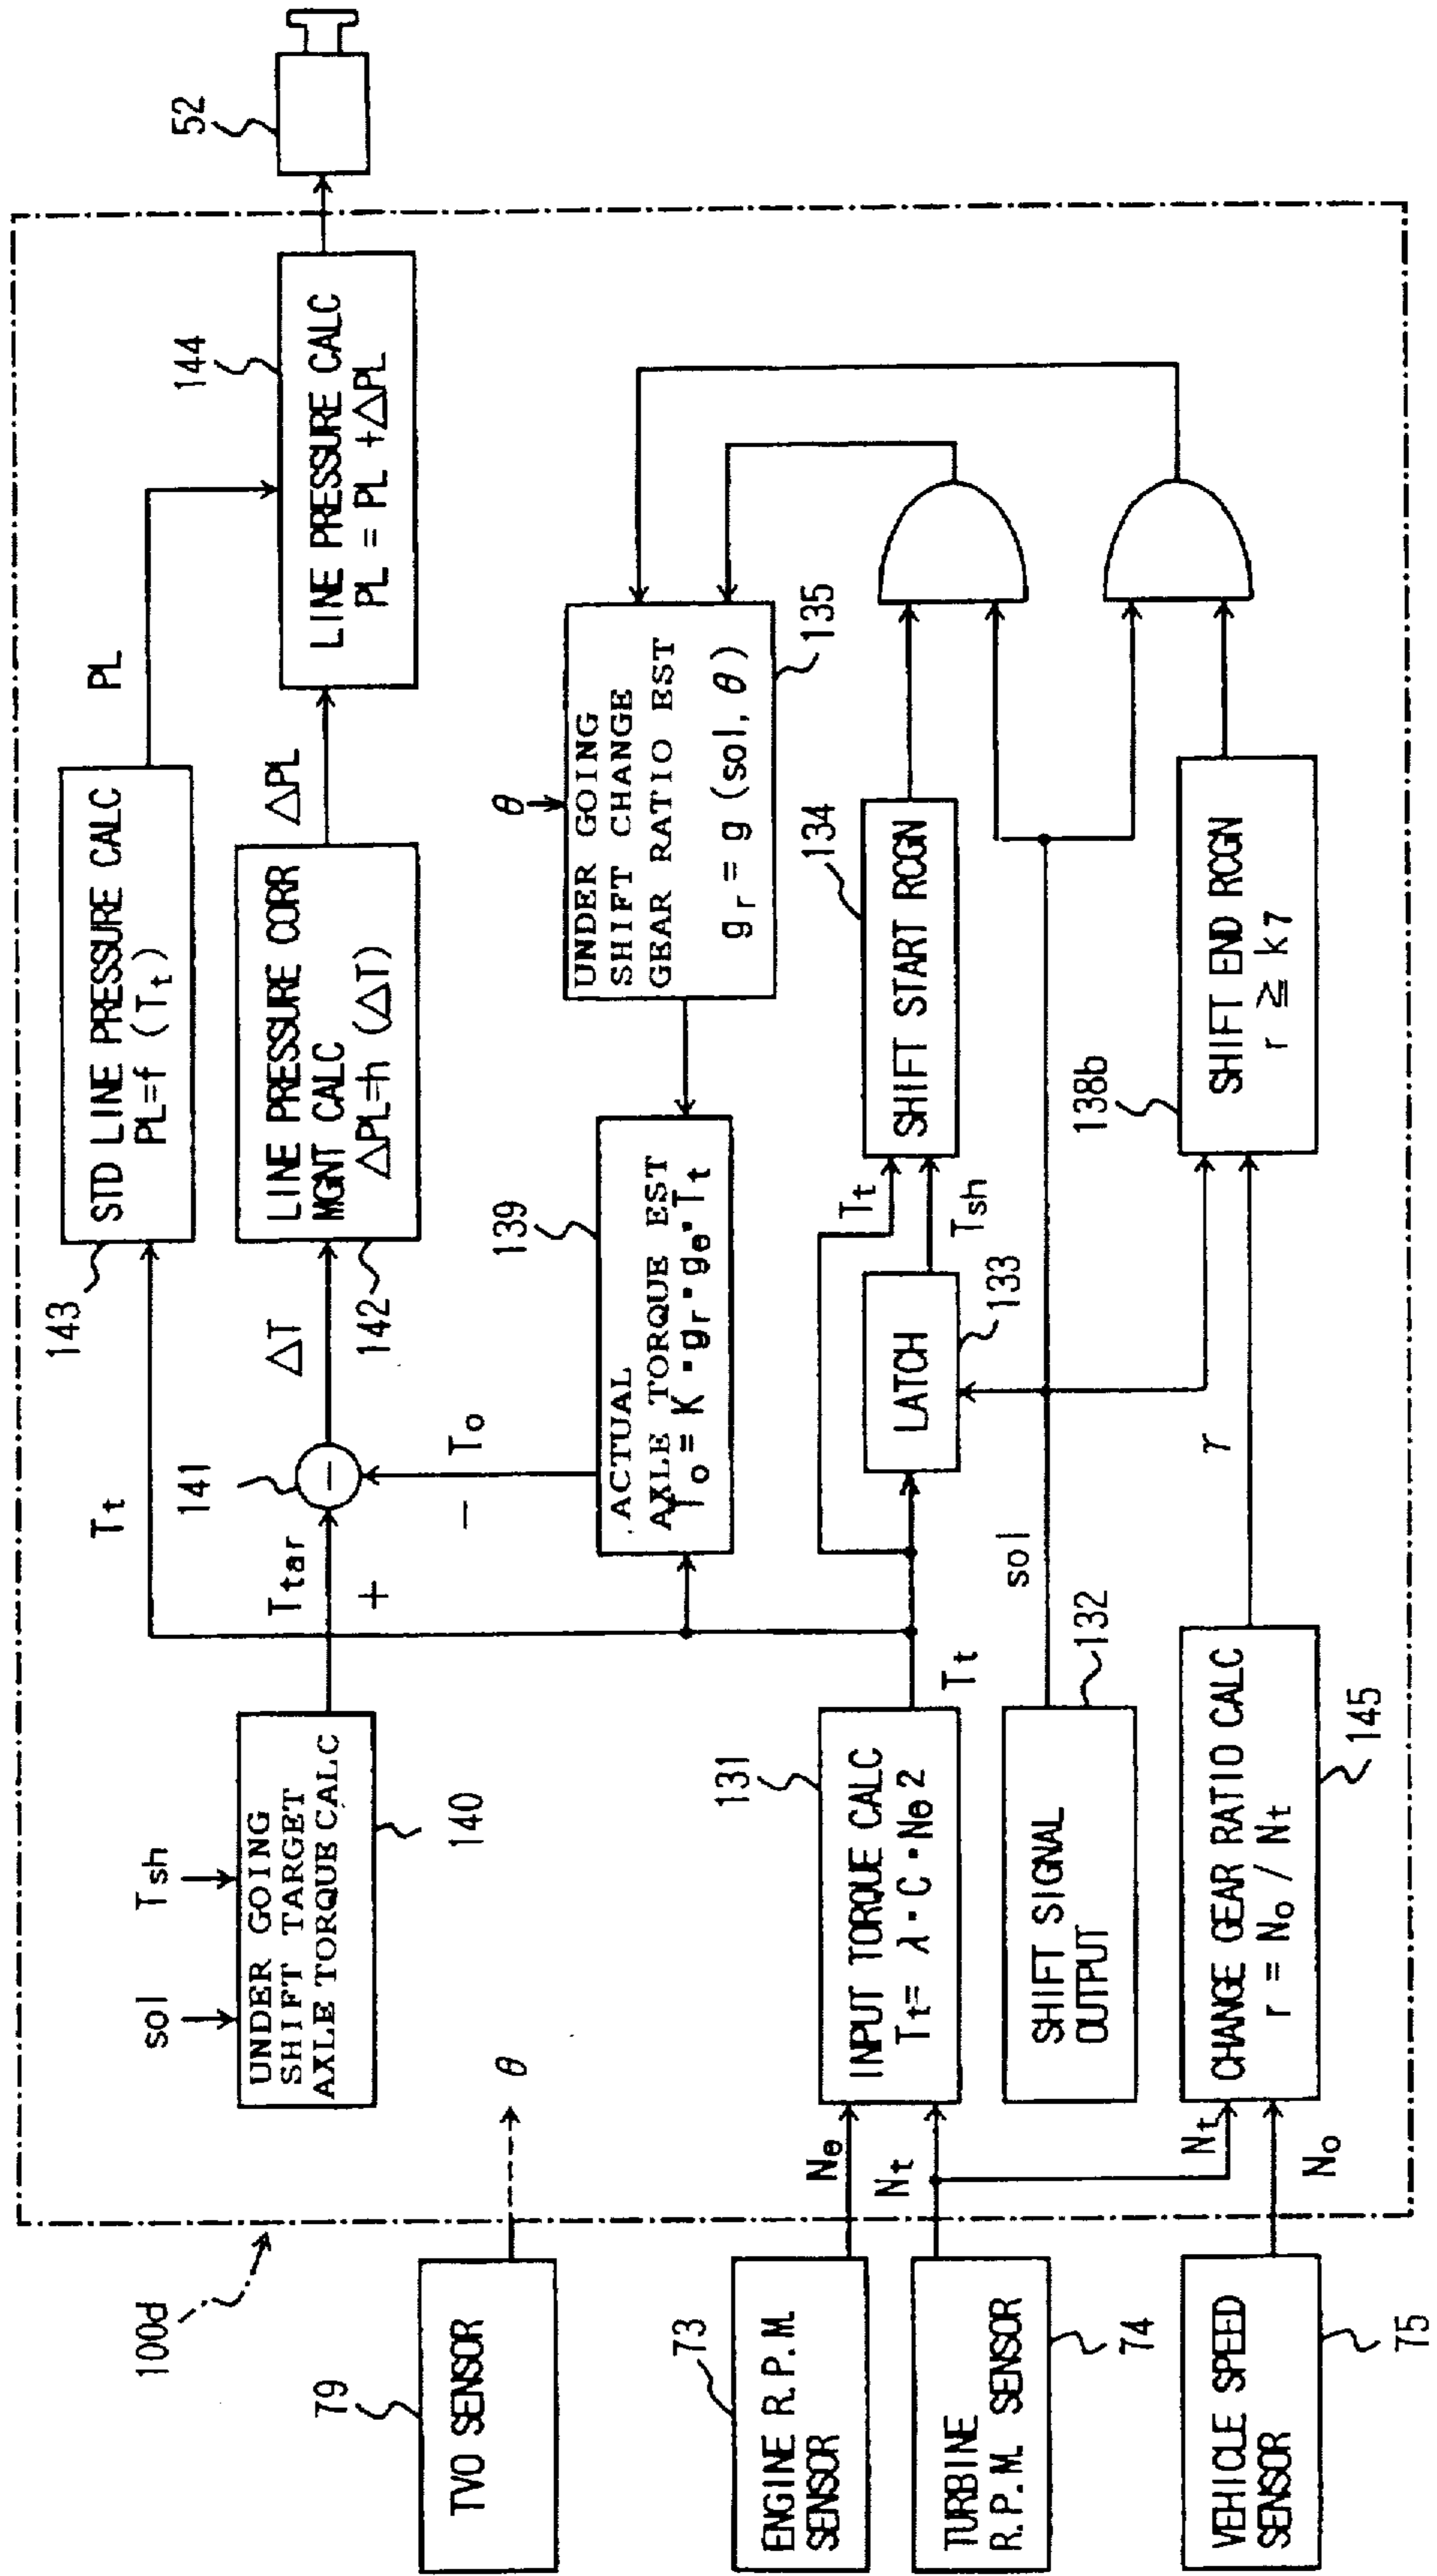 sol
Tsh
UNDER GOING
SHIFT TARGET
AXLE TORQUE CALC
140
Ttar
+
141
−
ΔT
− To
Tt
143
STD LINE PRESSURE CALC
PL=f (Tt)
PL
LINE PRESSURE CORR
MGNT CALC
ΔPL=h (ΔT)
142
ΔPL
144
LINE PRESSURE CALC
PL = PL +ΔPL
52
100d
79
TVO SENSOR
θ
139
ACTUAL
AXLE TORQUE EST
To = K · gr · ge · Tt
θ
UNDER GOING
SHIFT CHANGE
GEAR RATIO EST
gr = g (sol, θ)
135
73
ENGINE R.P.M.
SENSOR
Ne
TURBINE
R.P.M. SENSOR
74
Nt
131
INPUT TORQUE CALC
Tt = λ · C · Ne2
Tt
LATCH
133
Tt
Tsh
134
SHIFT START RCGN
SHIFT SIGNAL
OUTPUT
132
sol
VEHICLE SPEED
SENSOR
75
Nt
No
CHANGE GEAR RATIO CALC
r = No / Nt
145
r
138b
SHIFT END RCGN
r ≧ k7